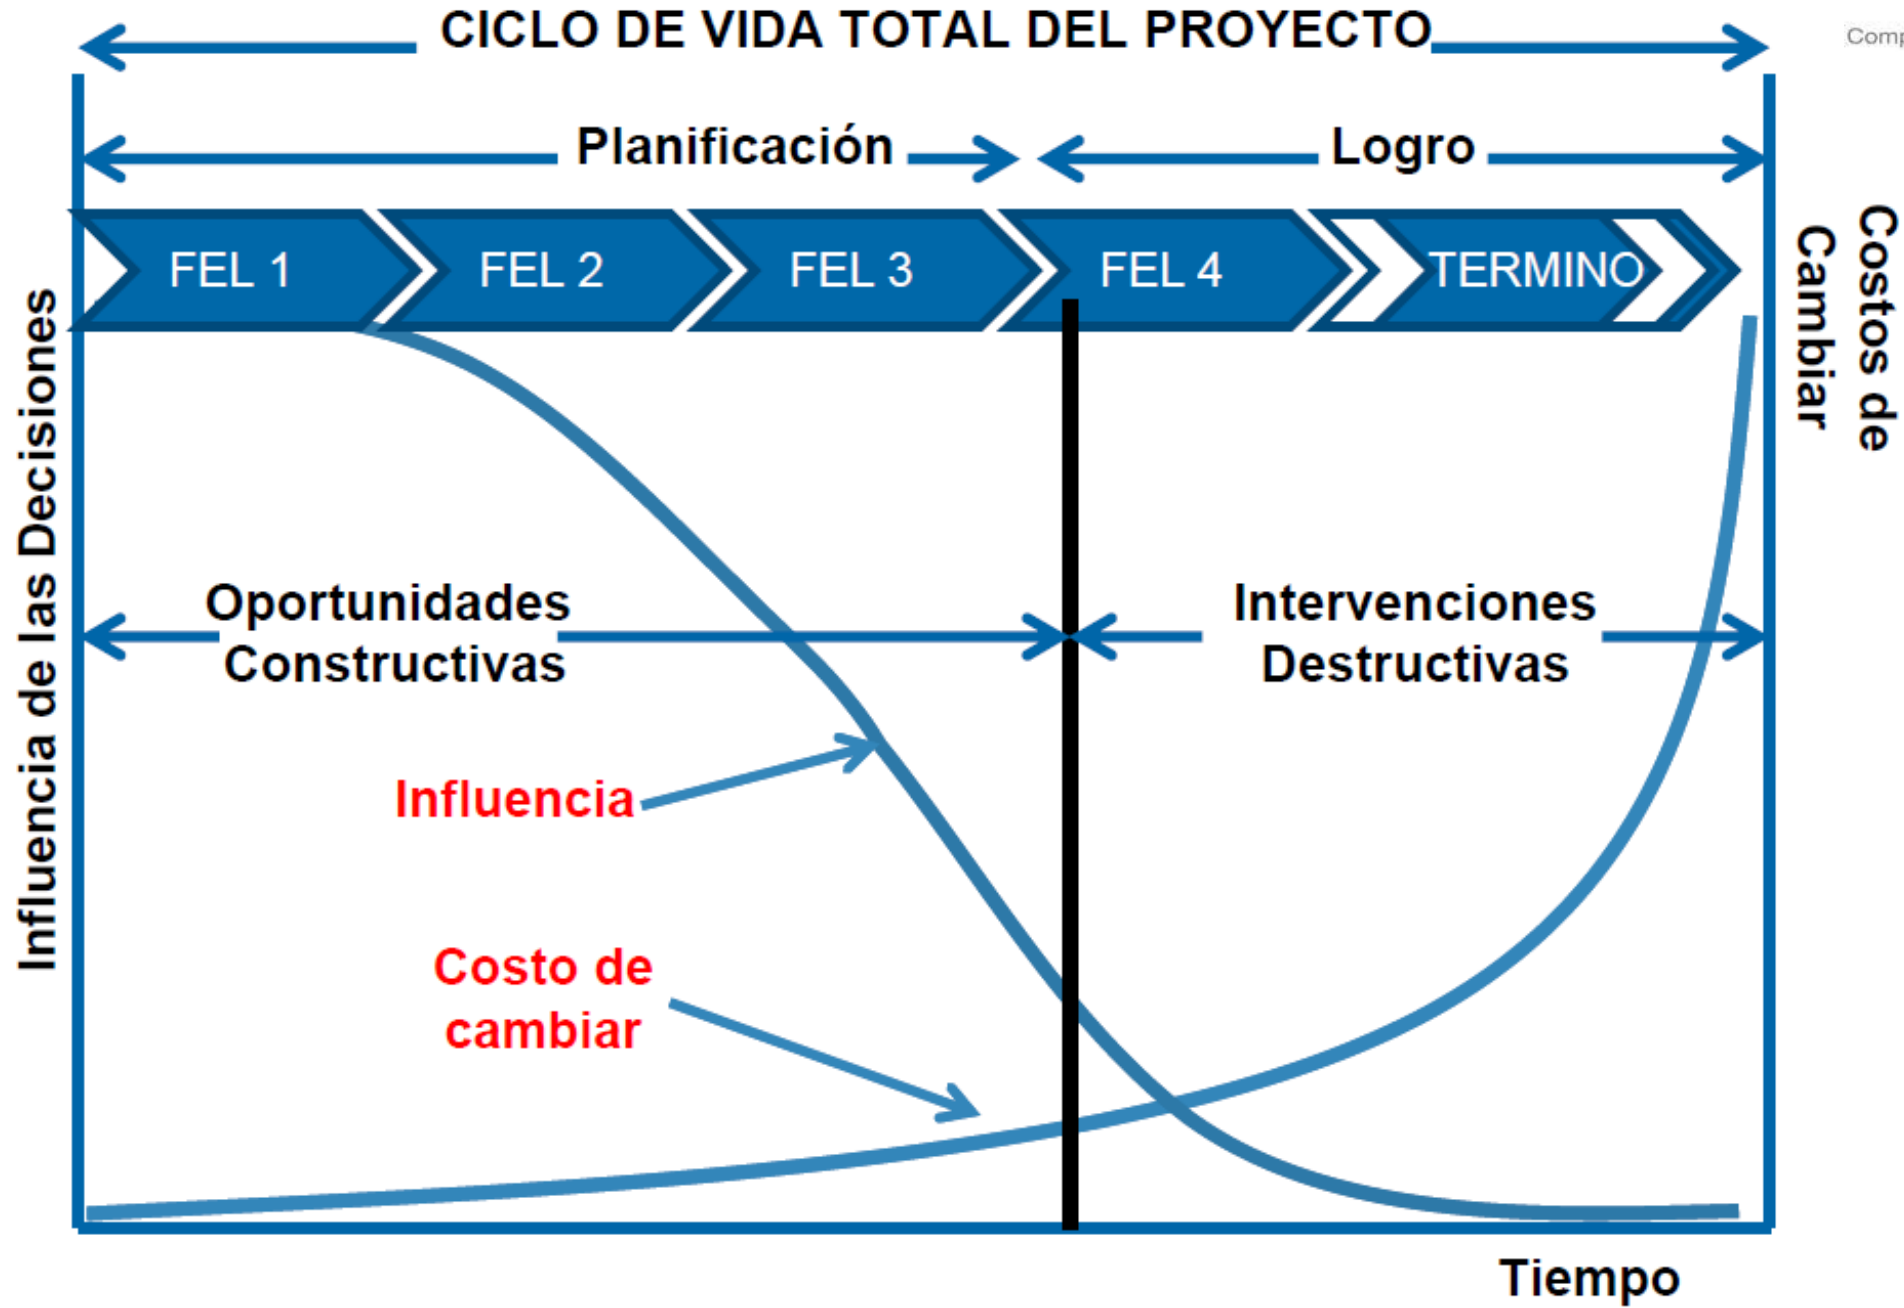 CICLO DE VIDA TOTAL DEL PROYECTO
Planificación
Logro
FEL 1
FEL 2
FEL 3
FEL 4
TERMINO
Influencia de las Decisiones
Costos de
Cambiar
Oportunidades
Constructivas
Intervenciones
Destructivas
Influencia
Costo de
cambiar
Tiempo